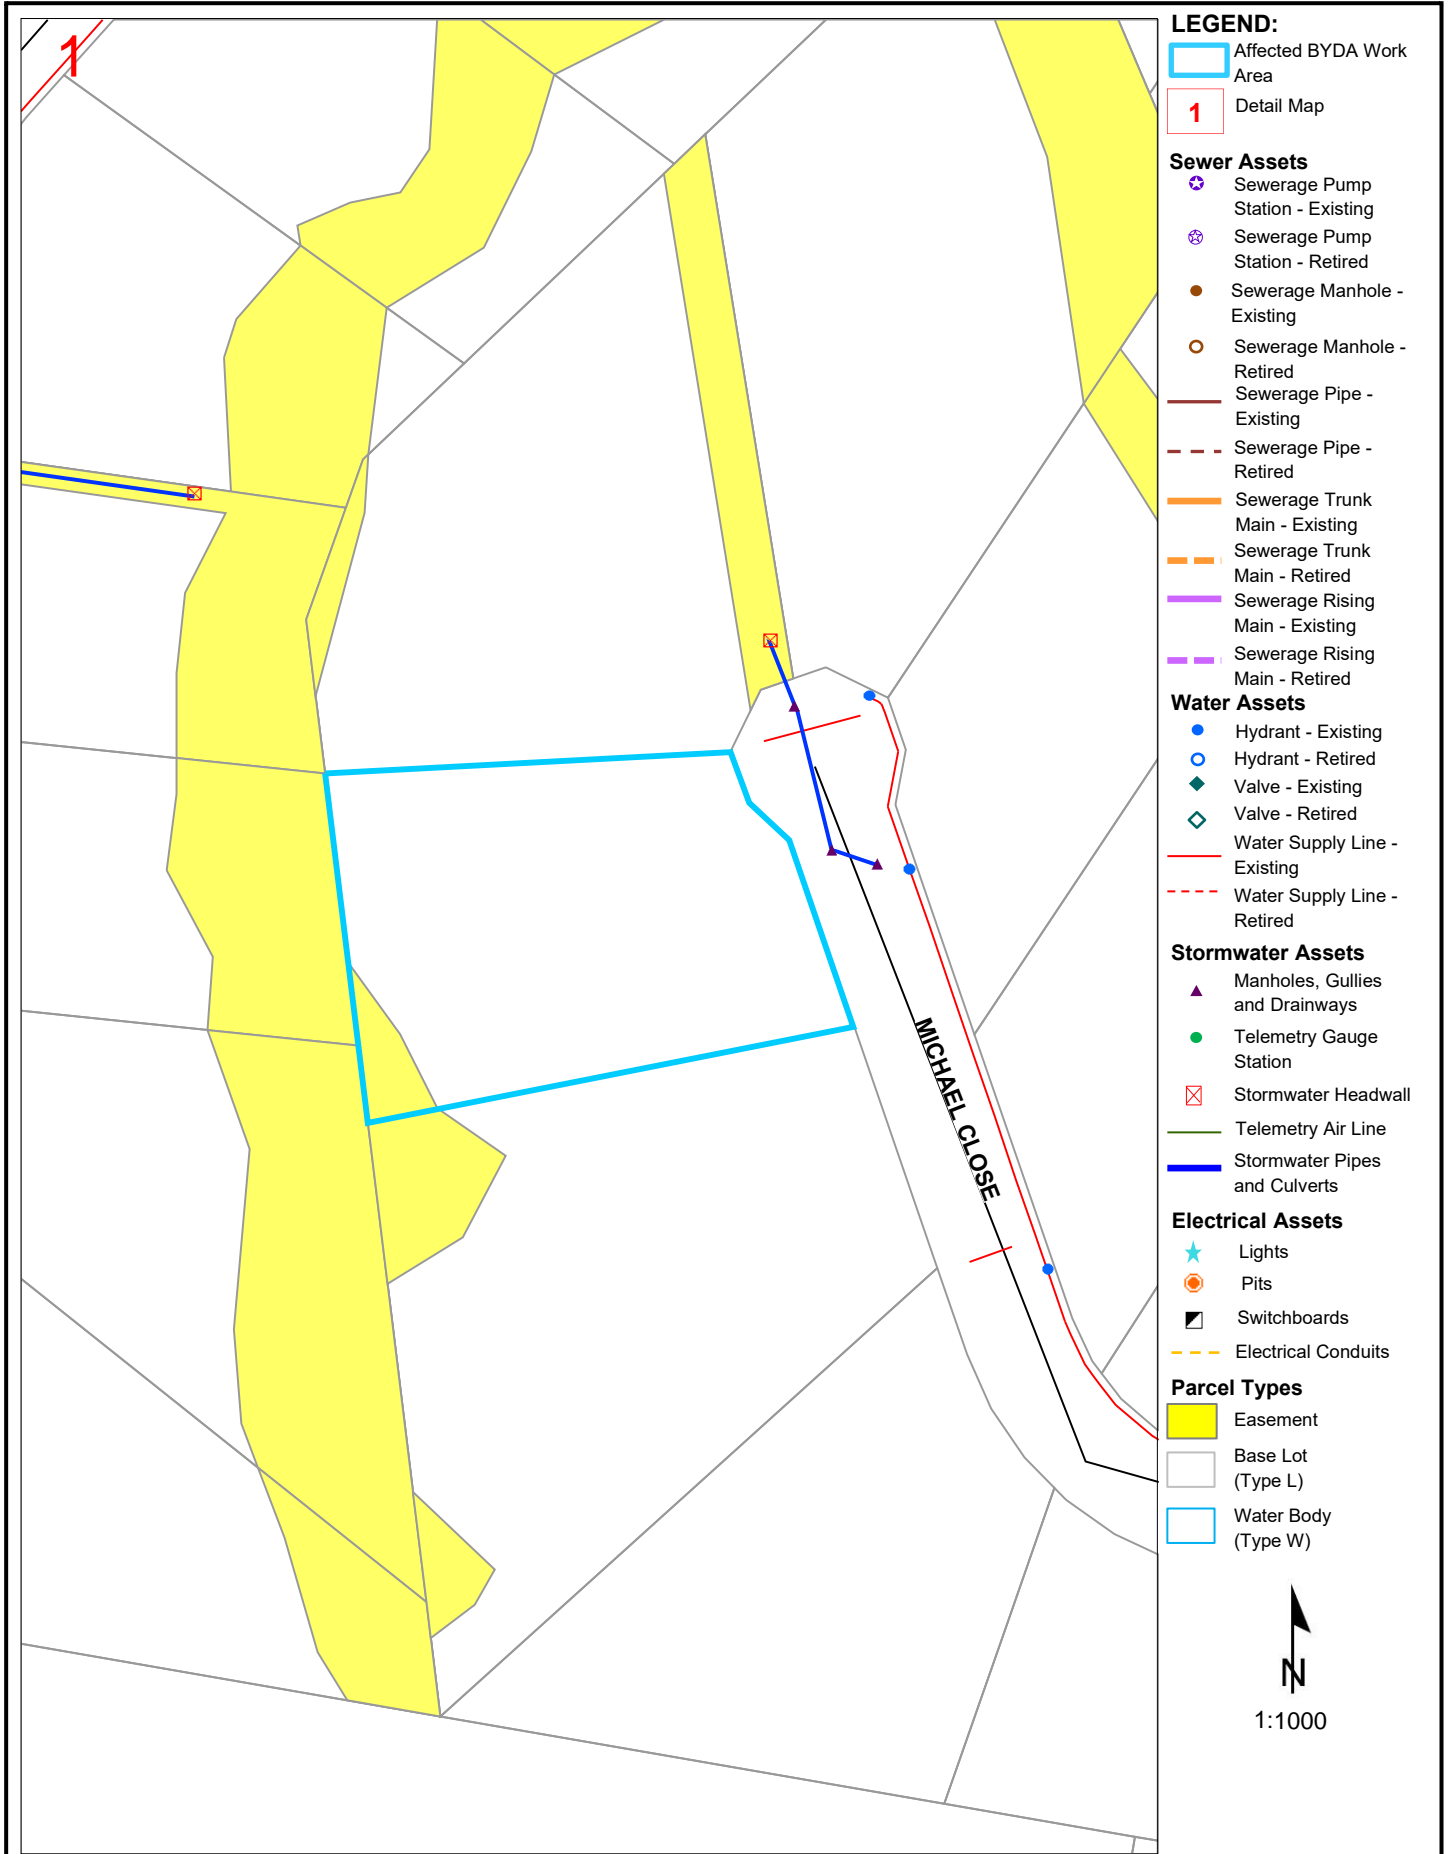 1
MICHAEL CLOSE
LEGEND:
Affected BYDA Work
Area
1
Detail Map
Sewer Assets
Sewerage Pump
Station - Existing
Sewerage Pump
Station - Retired
Sewerage Manhole -
Existing
Sewerage Manhole -
Retired
Sewerage Pipe -
Existing
Sewerage Pipe -
Retired
Sewerage Trunk
Main - Existing
Sewerage Trunk
Main - Retired
Sewerage Rising
Main - Existing
Sewerage Rising
Main - Retired
Water Assets
Hydrant - Existing
Hydrant - Retired
Valve - Existing
Valve - Retired
Water Supply Line -
Existing
Water Supply Line -
Retired
Stormwater Assets
Manholes, Gullies
and Drainways
Telemetry Gauge
Station
Stormwater Headwall
Telemetry Air Line
Stormwater Pipes
and Culverts
Electrical Assets
Lights
Pits
Switchboards
Electrical Conduits
Parcel Types
Easement
Base Lot
(Type L)
Water Body
(Type W)
N
1:1000